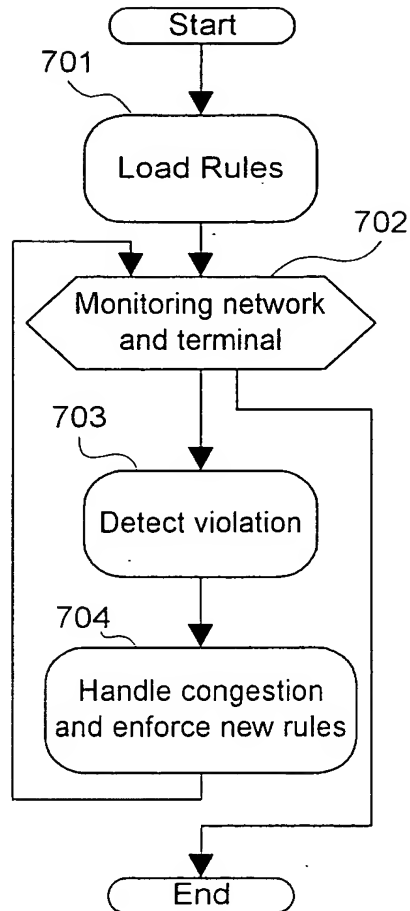 Start
701
Load Rules
702
Monitoring network
and terminal
703
Detect violation
704
Handle congestion
and enforce new rules
End